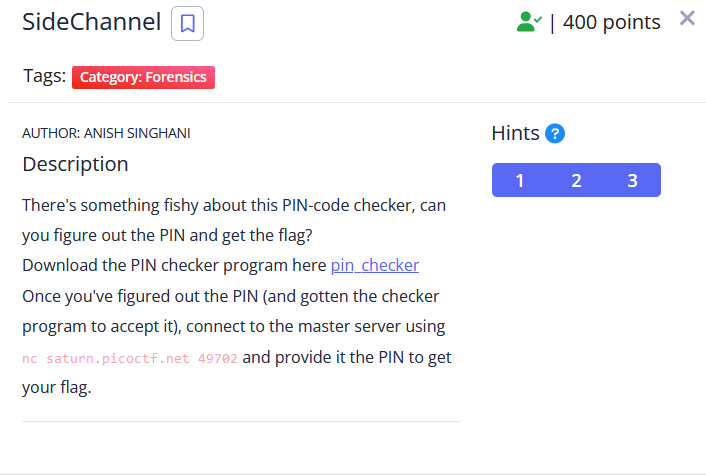 SideChannel
| 400 points
Tags: Category: Forensics
AUTHOR: ANISH SINGHANI
Hints ?
Description
1 2 3
There's something fishy about this PIN-code checker, can
you figure out the PIN and get the flag?
Download the PIN checker program here pin_checker
Once you've figured out the PIN (and gotten the checker
program to accept it), connect to the master server using
nc saturn.picoctf.net 49702 and provide it the PIN to get
your flag.